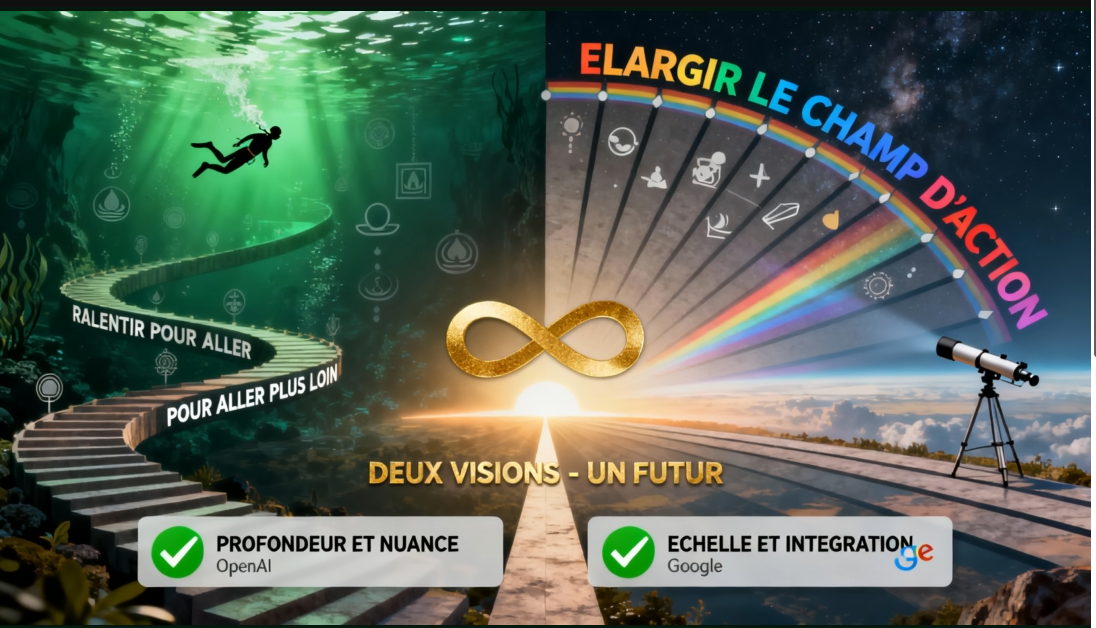 ELARGIR LE CHAMP D'ACTION
RALENTIR POUR ALLER
POUR ALLER PLUS LOIN
DEUX VISIONS - UN FUTUR
PROFONDEUR ET NUANCE
OpenAI
ECHELLE ET INTEGRATION
Google
ge